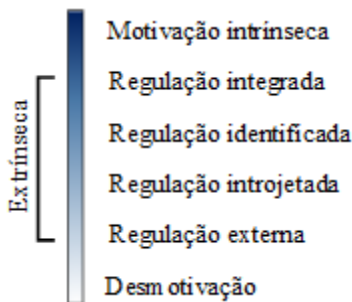 Motivação intrínseca
Regulação integrada
Regulação identificada
Regulação introjetada
Regulação externa
Desmotivação
Extrínseca